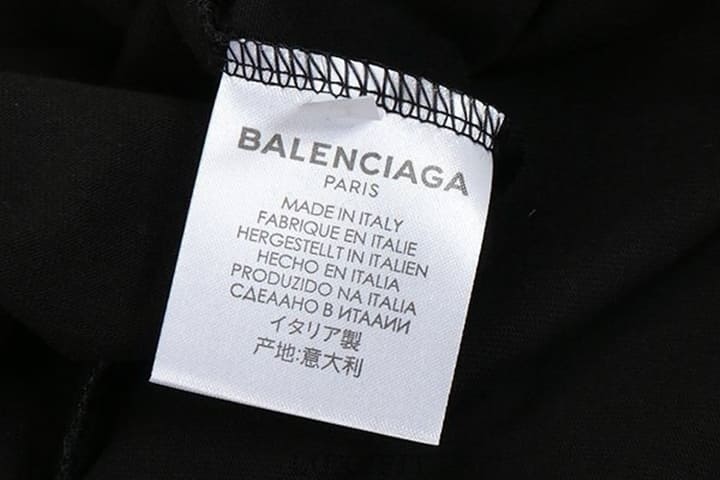 BALENCIAGA
PARIS
MADE IN ITALY
FABRIQUE EN ITALIE
HERGESTELLT IN ITALIEN
HECHO EN ITALIA
PRODUZIDO NA ITALIA
СДЕААНО В ИТААИИ
イタリア製
产地:意大利